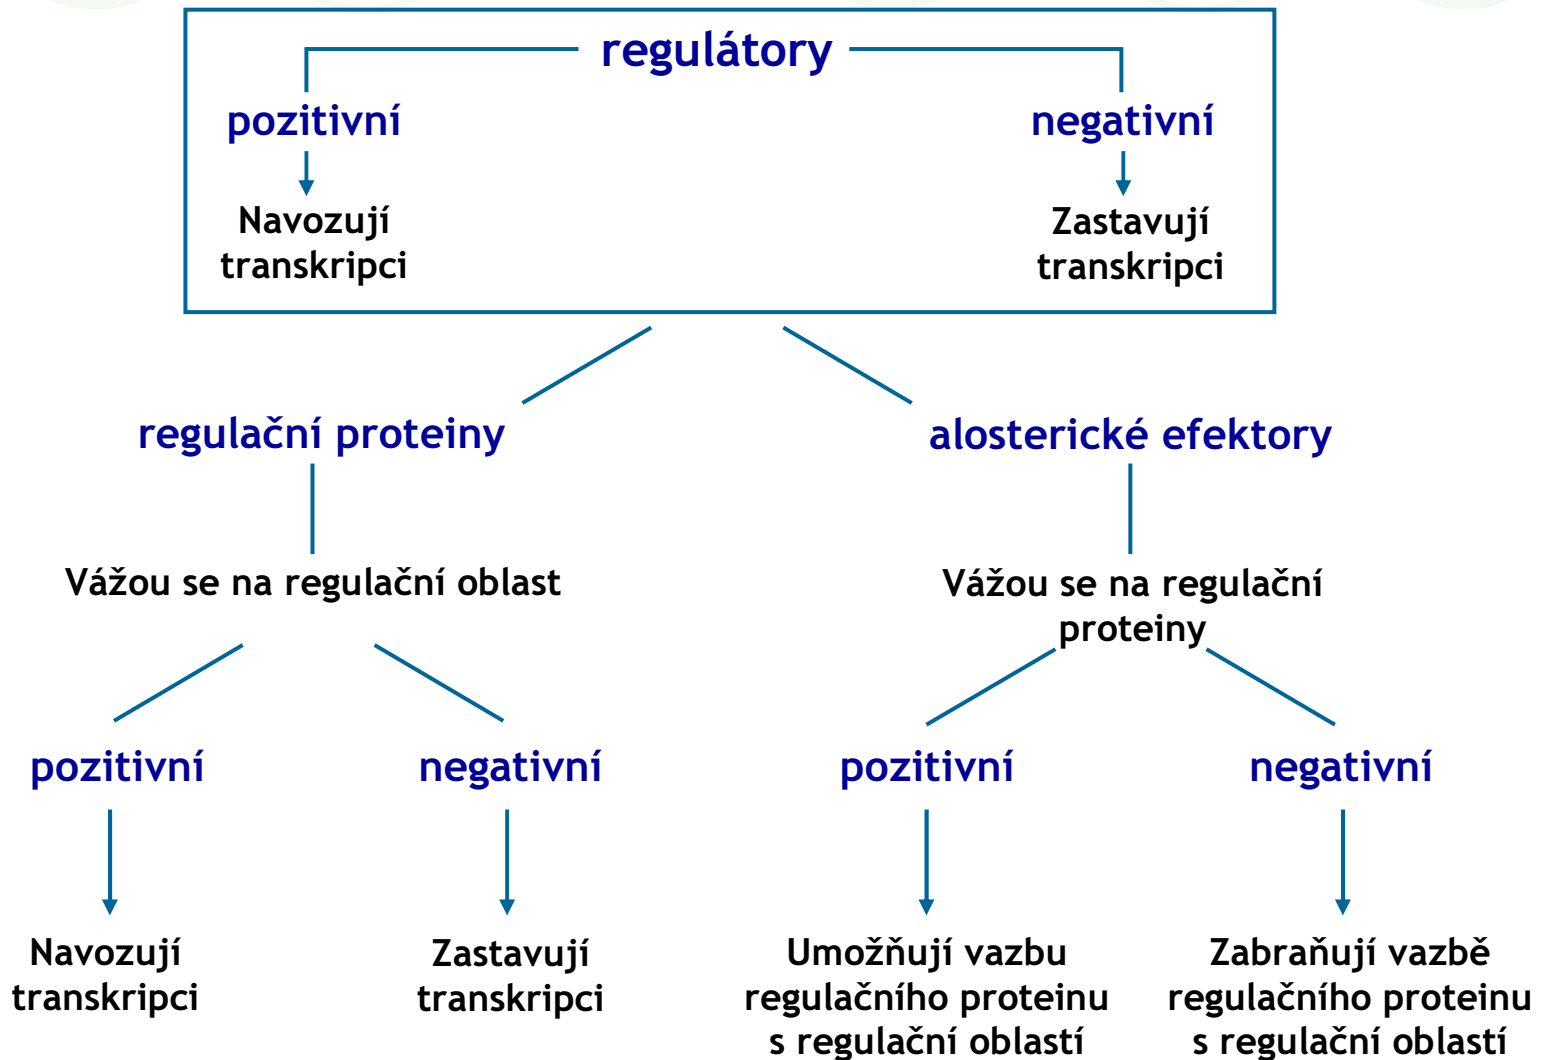 regulátory
pozitivní
negativní
Navozují
transkripci
Zastavují
transkripci
regulační proteiny
alosterické efektory
Vážou se na regulační oblast
Vážou se na regulační
proteiny
pozitivní
negativní
pozitivní
negativní
Navozují
transkripci
Zastavují
transkripci
Umožňují vazbu
regulačního proteinu
s regulační oblastí
Zabraňují vazbě
regulačního proteinu
s regulační oblastí